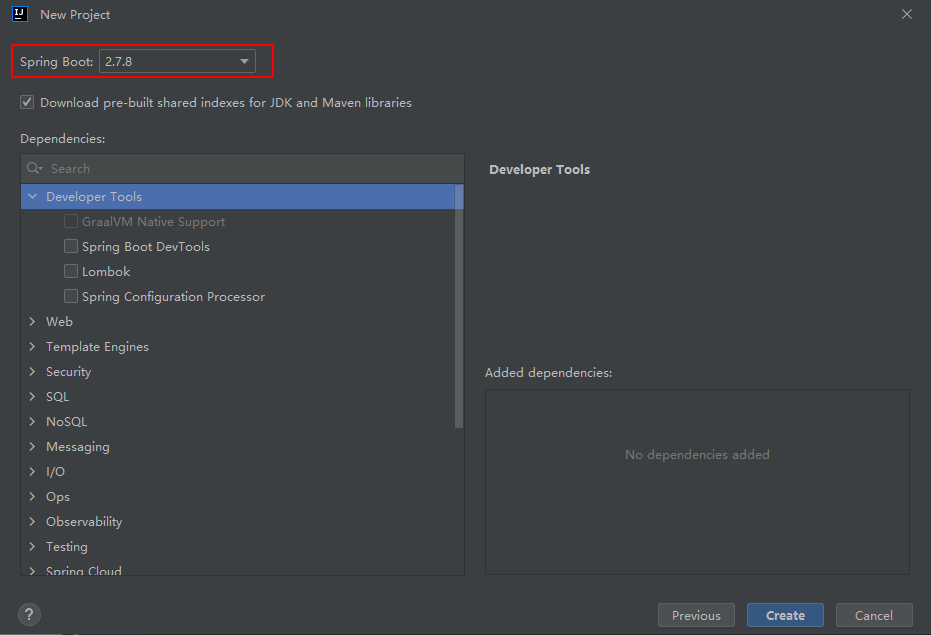 IJ
New Project
Spring Boot: 2.7.8
Download pre-built shared indexes for JDK and Maven libraries
Dependencies:
Search
Developer Tools
GraalVM Native Support
Spring Boot DevTools
Lombok
Spring Configuration Processor
Web
Template Engines
Security
SQL
NoSQL
Messaging
I/O
Ops
Observability
Testing
Spring Cloud
Developer Tools
Added dependencies:
No dependencies added
?
Previous Create Cancel